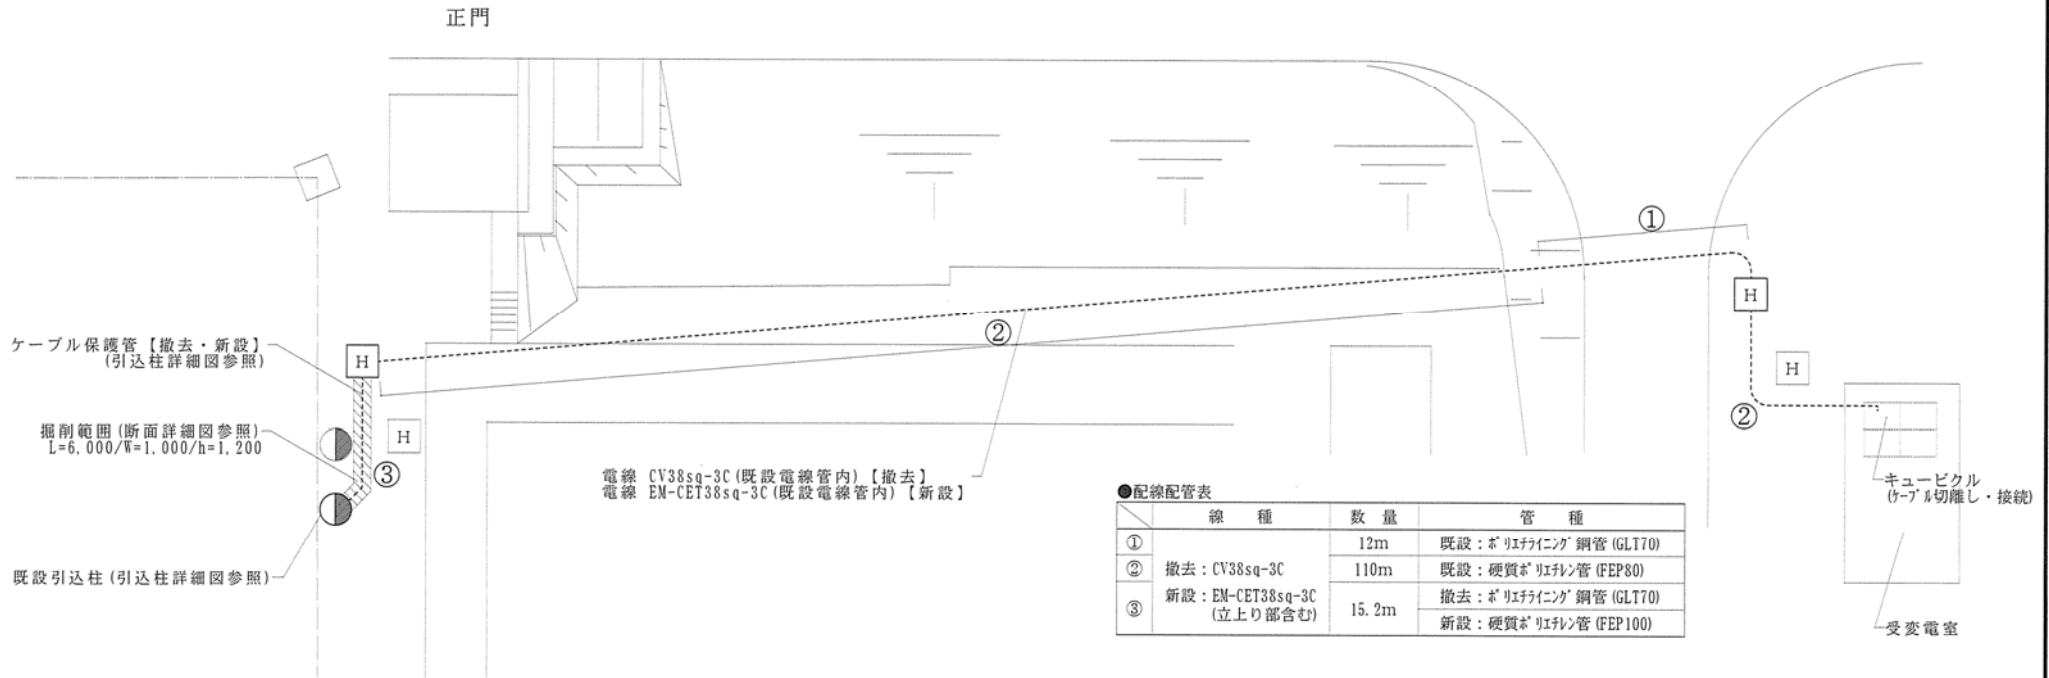 正門
①
②
H
H
H
②
ケーブル保護管【撤去・新設】
(引込柱詳細図参照)
掘削範囲(断面詳細図参照)
L=6,000/W=1,000/h=1,200
H
③
既設引込柱(引込柱詳細図参照)
電線 CV38sq-3C(既設電線管内)【撤去】
電線 EM-CET38sq-3C(既設電線管内)【新設】
キュービクル
(ケーブル切離し・接続)
受変電室
●配線配管表
線 種 数 量 管 種
① 12m 既設：ポリエチライニング鋼管(GLT70)
② 撤去：CV38sq-3C 110m 既設：硬質ポリエチレン管(FEP80)
③ 新設：EM-CET38sq-3C 15.2m 撤去：ポリエチライニング鋼管(GLT70)
(立上り部含む) 新設：硬質ポリエチレン管(FEP100)